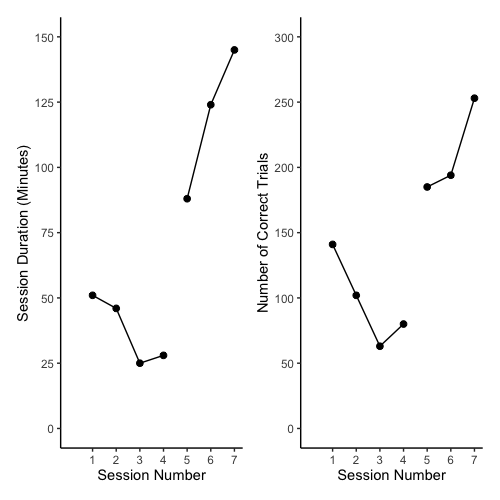 Session Duration (Minutes)
150
125
100
75
50
25
0
1 2 3 4 5 6 7
Session Number
Number of Correct Trials
300
250
200
150
100
50
0
1 2 3 4 5 6 7
Session Number